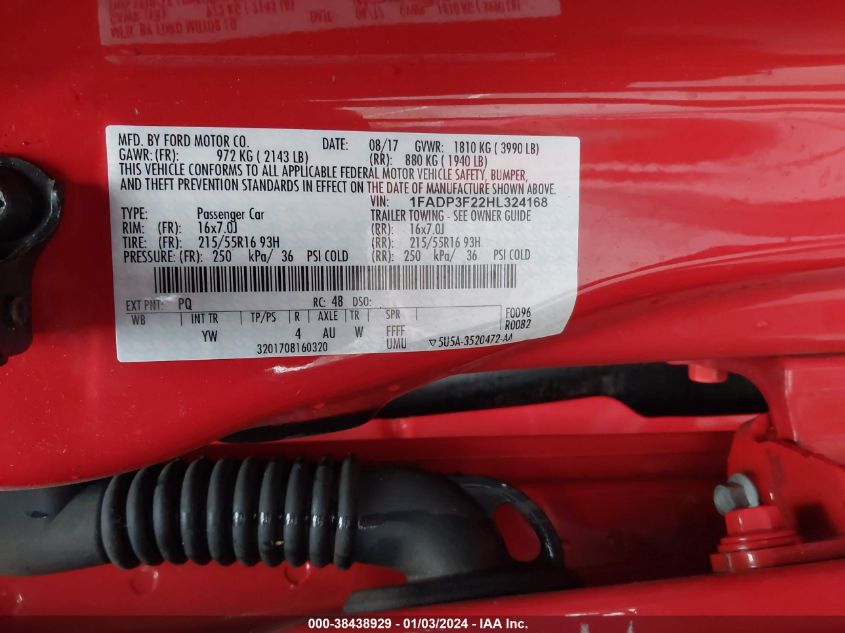 MFD. BY FORD MOTOR CO. DATE: 08/17 GVWR: 1810 KG ( 3990 LB)
GAWR:(FR): 972 KG ( 2143 LB) (RR): 880 KG ( 1940 LB)
THIS VEHICLE CONFORMS TO ALL APPLICABLE FEDERAL MOTOR VEHICLE SAFETY, BUMPER,
AND THEFT PREVENTION STANDARDS IN EFFECT ON THE DATE OF MANUFACTURE SHOWN ABOVE.
VIN: 1FADP3F22HL324168
TYPE: Passenger Car TRAILER TOWING - SEE OWNER GUIDE
RIM: (FR): 16x7.0J (RR): 16x7.0J
TIRE: (FR): 215/55R16 93H (RR): 215/55R16 93H
PRESSURE: (FR): 250 kPa/ 36 PSI COLD (RR): 250 kPa/ 36 PSI COLD
EXT PNT: PQ RC: 48 DSO:
WB INT TR TP/PS R AXLE TR SPR F0096
YW 4 AU W FFFF R0082
3201708160320 UMU ▽5U5A-3520472-AA
000-38438929 - 01/03/2024 - IAA Inc.